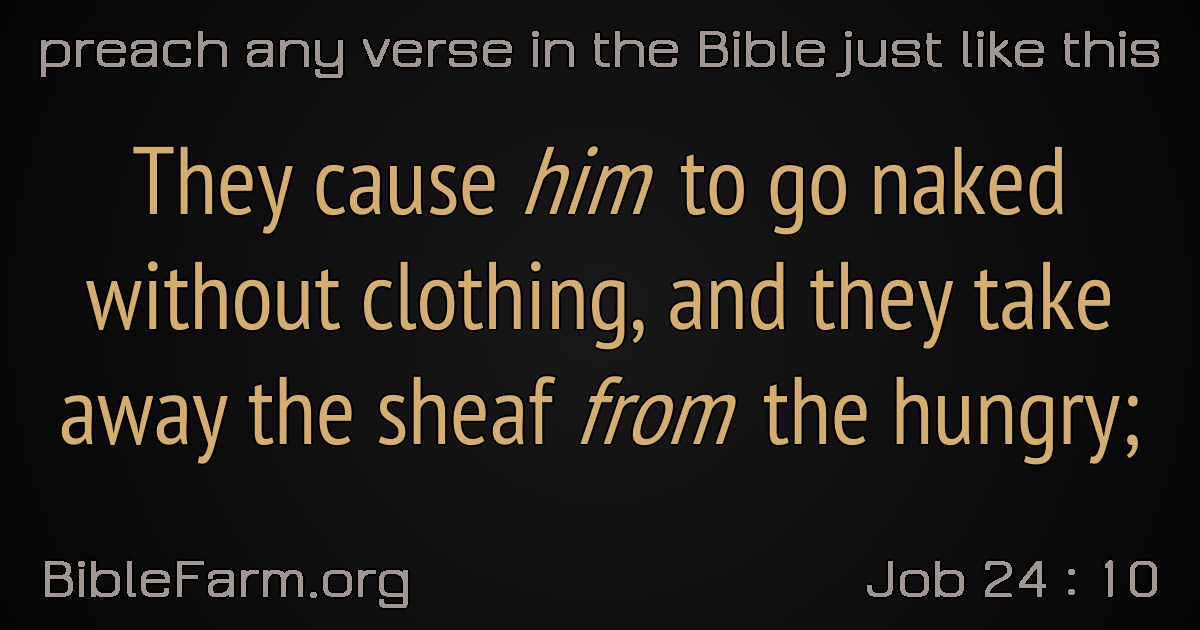 preach any verse in the Bible just like this
They cause him to go naked
without clothing, and they take
away the sheaf from the hungry;
BibleFarm.org
Job 24 : 10